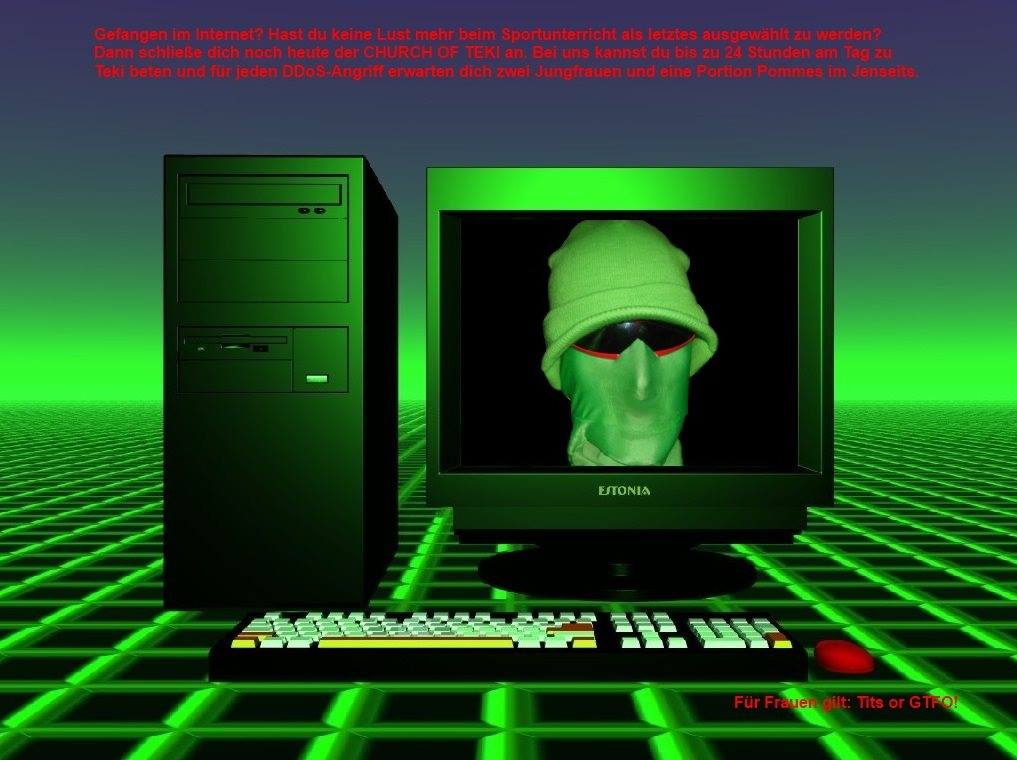 Gefangen im Internet? Hast du keine Lust mehr beim Sportunterricht als letztes ausgewählt zu werden?
Dann schließe dich noch heute der CHURCH OF TEKI an. Bei uns kannst du bis zu 24 Stunden am Tag zu
Teki beten und für jeden DDoS-Angriff erwarten dich zwei Jungfrauen und eine Portion Pommes im Jenseits.
ESTONIA
Für Frauen gilt: Tits or GTFO!